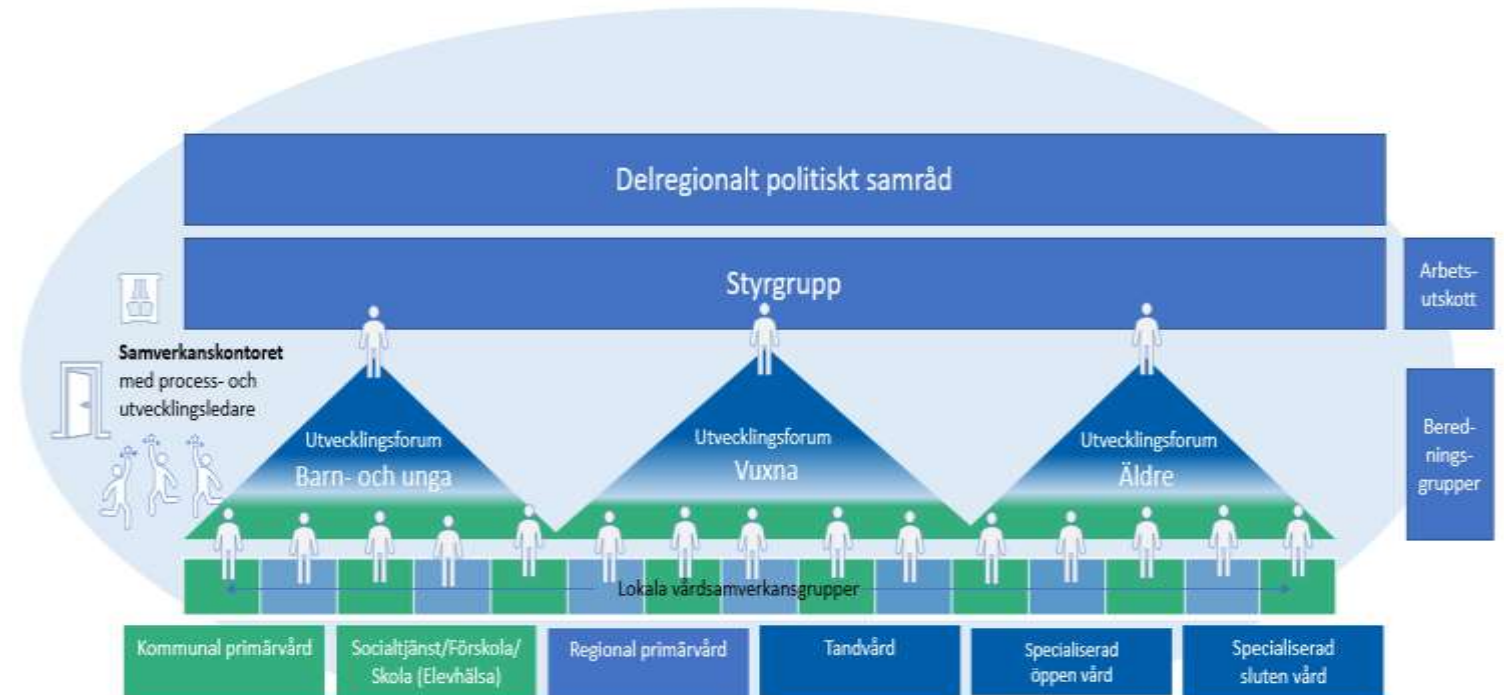 Delregionalt politiskt samråd
Styrgrupp
Arbets-
utskott
Samverkanskontoret
med process- och
utvecklingsledare
Utvecklingsforum
Barn- och unga
Utvecklingsforum
Vuxna
Utvecklingsforum
Äldre
Bered-
nings-
grupper
Lokala vårdsamverkansgrupper
Kommunal primärvård
Socialtjänst/Förskola/
Skola (Elevhälsa)
Regional primärvård
Tandvård
Specialiserad
öppen vård
Specialiserad
sluten vård